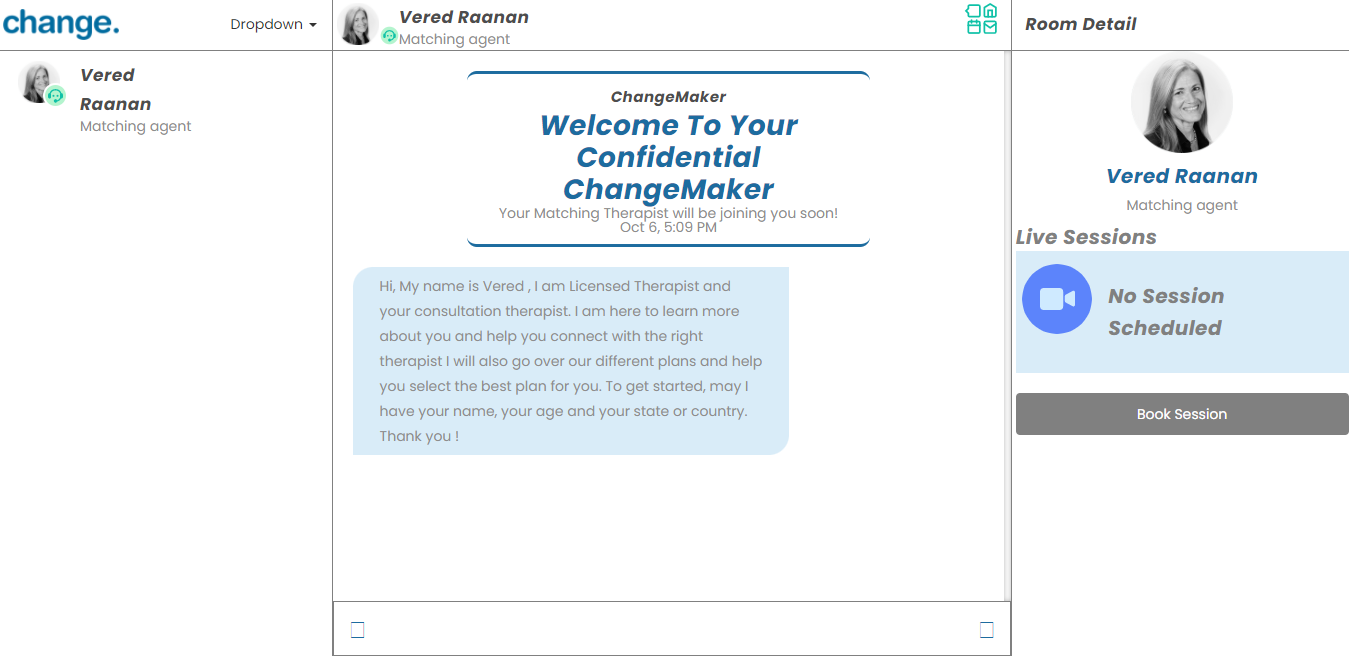 change.
Dropdown
Vered
Raanan
Matching agent
Vered Raanan
Matching agent
ChangeMaker
Welcome To Your
Confidential
ChangeMaker
Your Matching Therapist will be joining you soon!
Oct 6, 5:09 PM
Hi, My name is Vered , I am Licensed Therapist and
your consultation therapist. I am here to learn more
about you and help you connect with the right
therapist I will also go over our different plans and help
you select the best plan for you. To get started, may I
have your name, your age and your state or country.
Thank you !
Room Detail
Vered Raanan
Matching agent
Live Sessions
No Session
Scheduled
Book Session